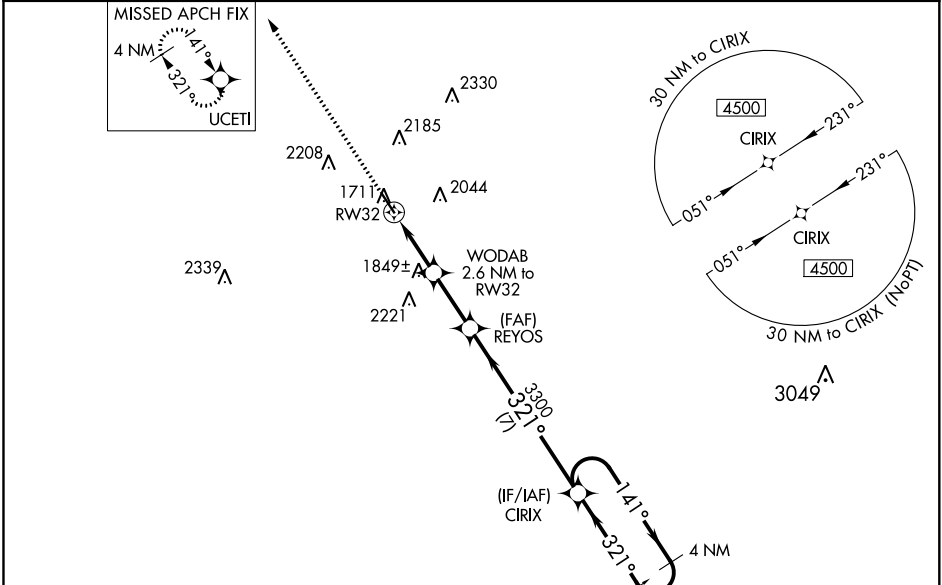 MISSED APCH FIX
4 NM
141°
321°
UCETI
2330
2185
2208
1711
2044
RW32
2339
1849±
WODAB
2.6 NM to
RW32
2221
(FAF)
REYOS
3300
321°
(7)
(IF/IAF)
CIRIX
141°
321°
4 NM
30 NM to CIRIX
4500
CIRIX
231°
051°
231°
CIRIX
051°
4500
30 NM to CIRIX (NoPT)
3049